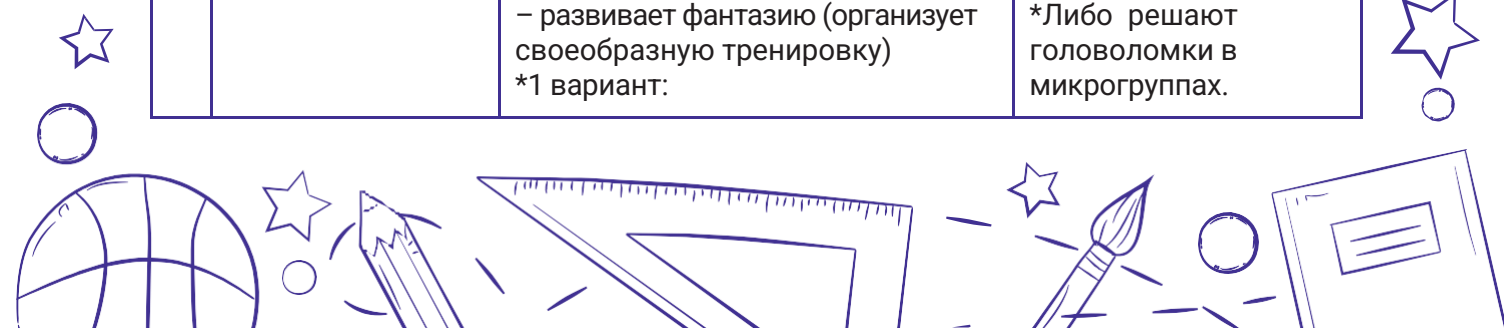 – развивает фантазию (организует
своеобразную тренировку)
*1 вариант:
*Либо решают
головоломки в
микрогруппах.